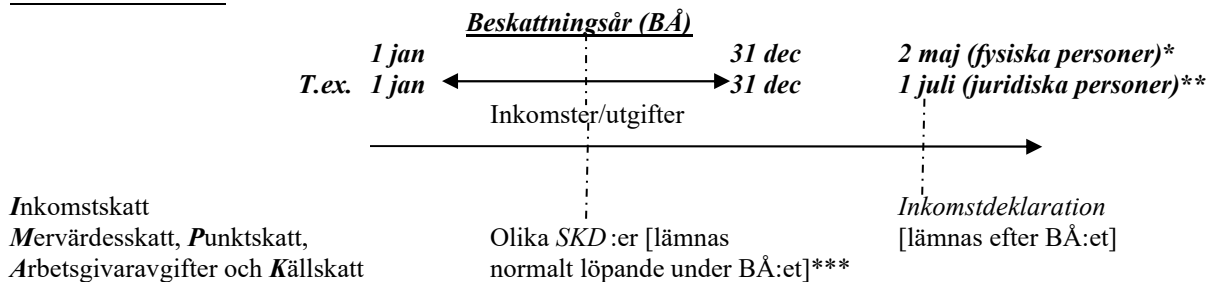 Beskattningsår (BÅ)
1 jan 31 dec 2 maj (fysiska personer)*
T.ex. 1 jan 31 dec 1 juli (juridiska personer)**
Inkomster/utgifter
Inkomstskatt Inkomstdeklaration
Mervärdesskatt, Punktskatt, Olika SKD:er [lämnas [lämnas efter BÅ:et]
Arbetsgivaravgifter och Källskatt normalt löpande under BÅ:et]***